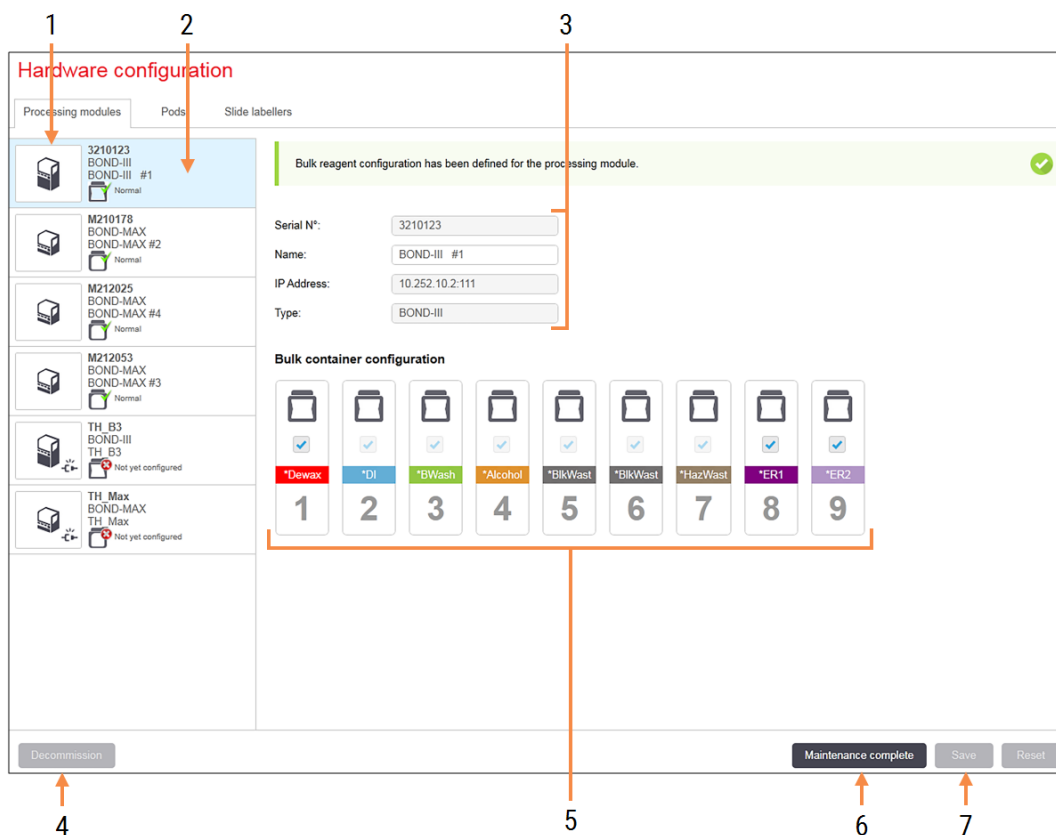 1 2 3
Hardware configuration
Processing modules Pods Slide labellers
3210123
BOND-III
BOND-III #1
Normal
M210178
BOND-MAX
BOND-MAX #2
Normal
M212025
BOND-MAX
BOND-MAX #4
Normal
M212053
BOND-MAX
BOND-MAX #3
Normal
TH_B3
BOND-III
TH_B3
Not yet configured
TH_Max
BOND-MAX
TH_Max
Not yet configured
Bulk reagent configuration has been defined for the processing module.
Serial N°: 3210123
Name: BOND-III #1
IP Address: 10.252.10.2:111
Type: BOND-III
Bulk container configuration
*Dewax *DI *BWash *Alcohol *BlkWast *BlkWast *HazWast *ER1 *ER2
1 2 3 4 5 6 7 8 9
Decommission Maintenance complete Save Reset
4 5 6 7